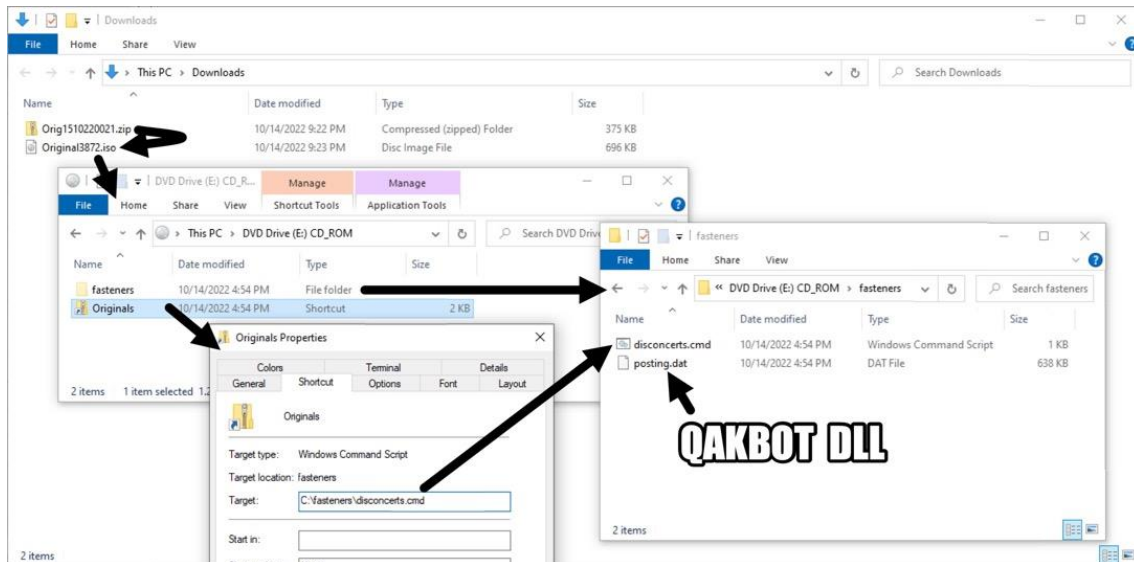 Downloads
File Home Share View
This PC > Downloads
Search Downloads
Name Date modified Type Size
Orig1510220021.zip 10/14/2022 9:22 PM Compressed (zipped) Folder 375 KB
Original3872.iso 10/14/2022 9:23 PM Disc Image File 696 KB
DVD Drive (E:) CD_R... Manage Manage
File Home Share View Shortcut Tools Application Tools
This PC > DVD Drive (E:) CD_ROM
Search DVD Drive
Name Date modified Type Size
fasteners 10/14/2022 4:54 PM File folder
Originals 10/14/2022 4:54 PM Shortcut 2 KB
2 items 1 item selected
Originals Properties
Colors Terminal Details
General Shortcut Options Font Layout
Originals
Target type: Windows Command Script
Target location: fasteners
Target: C:\fasteners\disconcerts.cmd
Start in:
fasteners
File Home Share View
« DVD Drive (E:) CD_ROM > fasteners
Search fasteners
Name Date modified Type Size
disconcerts.cmd 10/14/2022 4:54 PM Windows Command Script 1 KB
posting.dat 10/14/2022 4:54 PM DAT File 638 KB
QAKBOT DLL
2 items
2 items